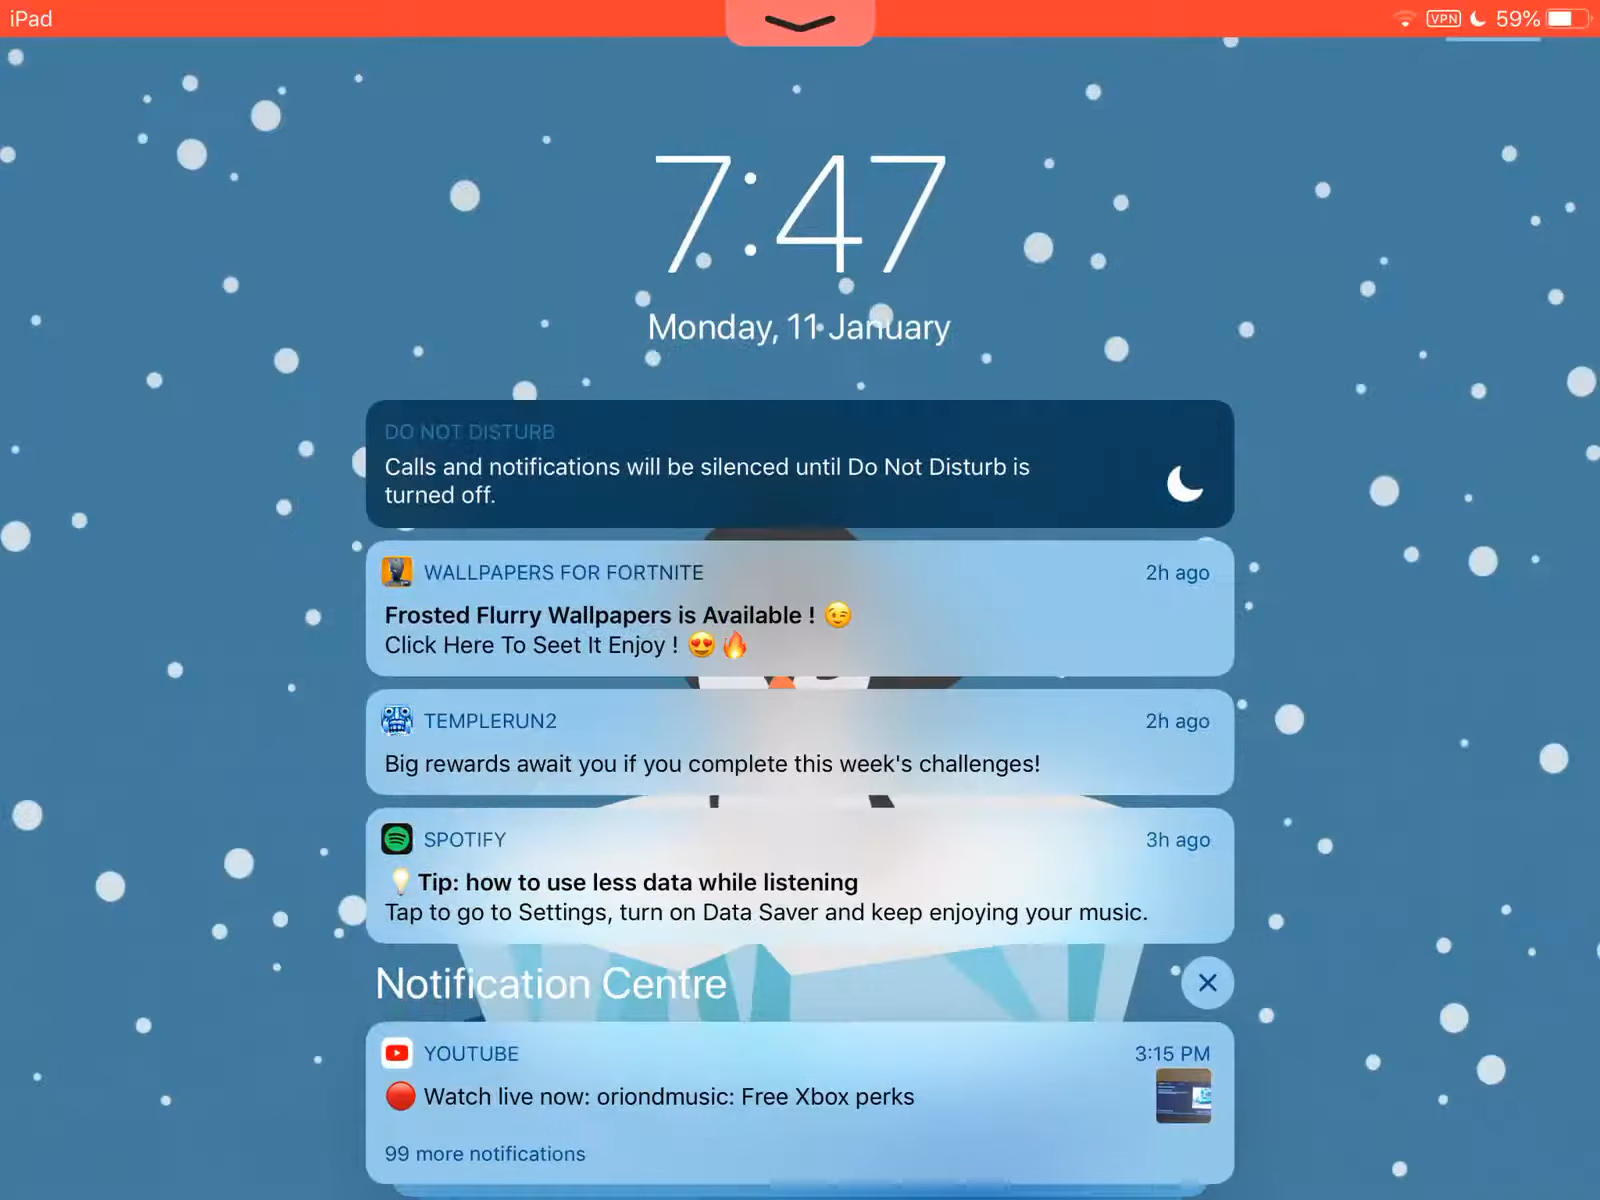 iPad
VPN 59%
7:47
Monday, 11 January
DO NOT DISTURB
Calls and notifications will be silenced until Do Not Disturb is
turned off.
WALLPAPERS FOR FORTNITE 2h ago
Frosted Flurry Wallpapers is Available ! 😉
Click Here To Seet It Enjoy ! 😍🔥
TEMPLERUN2 2h ago
Big rewards await you if you complete this week's challenges!
SPOTIFY 3h ago
💡 Tip: how to use less data while listening
Tap to go to Settings, turn on Data Saver and keep enjoying your music.
Notification Centre
YOUTUBE 3:15 PM
🔴 Watch live now: oriondmusic: Free Xbox perks
99 more notifications